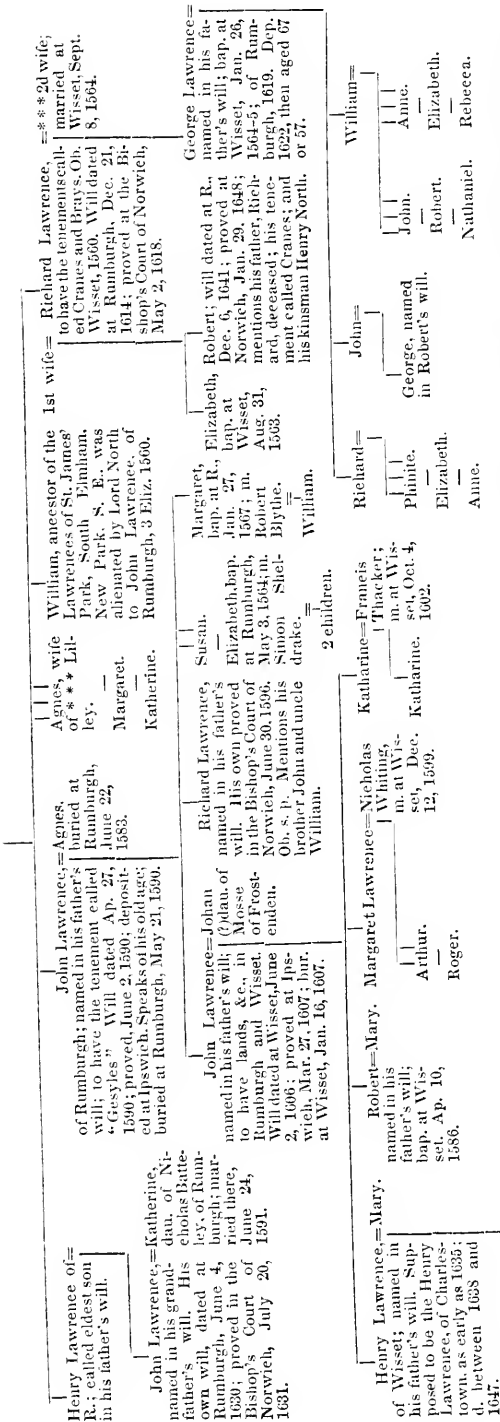 Henry Lawrence of=
R.; called eldest son
in his father's will.
John Lawrence,=Agnes,
of Rumburgh; named in his father's
will; to have the tenement called
"Gesyles" Will dated Ap. 27,
1590; proved, June 2, 1590; deposit-
ed at Ipswich. Speaks of his old age;
buried at Rumburgh, May 21, 1590.
buried at
Rumburgh,
June 22,
1583.
Agnes, wife
of * * * Lil-
ley.
—
Margaret.
—
Katherine.
William, ancestor of the
Lawrences of St. James'
Park, South Elmham.
New Park, S. E. was
alienated by Lord North
to John Lawrence, of
Rumburgh, 3 Eliz. 1560.
1st wife=
Richard Lawrence,
to have the tenements call-
ed Cranes and Brays. Ob.
Wisset, 1560. Will dated
at Rumburgh, Dec. 21,
1614; proved at the Bi-
shop's Court of Norwich,
May 2, 1618.
=* * * 2d wife;
married at
Wisset, Sept.
8, 1564.
John Lawrence,=Katherine,
named in his grand-
father's will. His
own will, dated at
Rumburgh, June 4,
1630; proved in the
Bishop's Court of
Norwich, July 20,
1631.
dau. of Ni-
cholas Batte-
ley, of Rum-
burgh; mar-
ried there,
June 24,
1591.
John Lawrence=Johan
named in his father's will;
to have lands, &c., in
Rumburgh and Wisset.
Will dated at Wisset, June
2, 1606; proved at Ips-
wich, Mar. 27, 1607; bur.
at Wisset, Jan. 16, 1607.
(?)dau. of
Mosse
of Frost-
enden.
Richard Lawrence,
named in his father's
will. His own proved
in the Bishop's Court of
Norwich, June 30, 1596.
Ob. s. p. Mentions his
brother John and uncle
William.
Susan.
—
Elizabeth, bap.
at Rumburgh,
May 3, 1564; m.
Simon Shel-
drake.
=
2 children.
Margaret,
bap. at R.,
Jan. 27,
1567; m.
Robert
Blythe.
=
William.
Elizabeth,
bap. at
Wisset,
Aug. 31,
1563.
Robert; will dated at R.,
Dec. 6, 1641; proved at
Norwich, Jan. 29, 1648;
mentions his father, Rich-
ard, deceased; his tene-
ment called Cranes; and
his kinsman Henry North.
George Lawrence=
named in his fa-
ther's will; bap. at
Wisset, Jan. 26,
1564-5; of Rum-
burgh, 1619. Dep.
1622, then aged 67
or 57.
Henry Lawrence,=Mary.
of Wisset; named in
his father's will. Sup-
posed to be the Henry
Lawrence, of Charles-
town, as early as 1635;
d. between 1638 and
1647.
Robert=Mary.
named in his
father's will;
bap. at Wis-
set, Ap. 10,
1586.
Margaret Lawrence=Nicholas
Whiting,
m. at Wis-
sel, Dec.
12, 1599.
Arthur.
—
Roger.
Katharine=Francis
Thacker;
m. at Wis-
sel, Oct. 4,
1602.
Katharine.
Richard=
Phinite.
—
Elizabeth.
—
Anne.
John=
George, named
in Robert's will.
William=
John.
—
Robert.
—
Nathaniel.
Anne.
—
Elizabeth.
—
Rebecca.